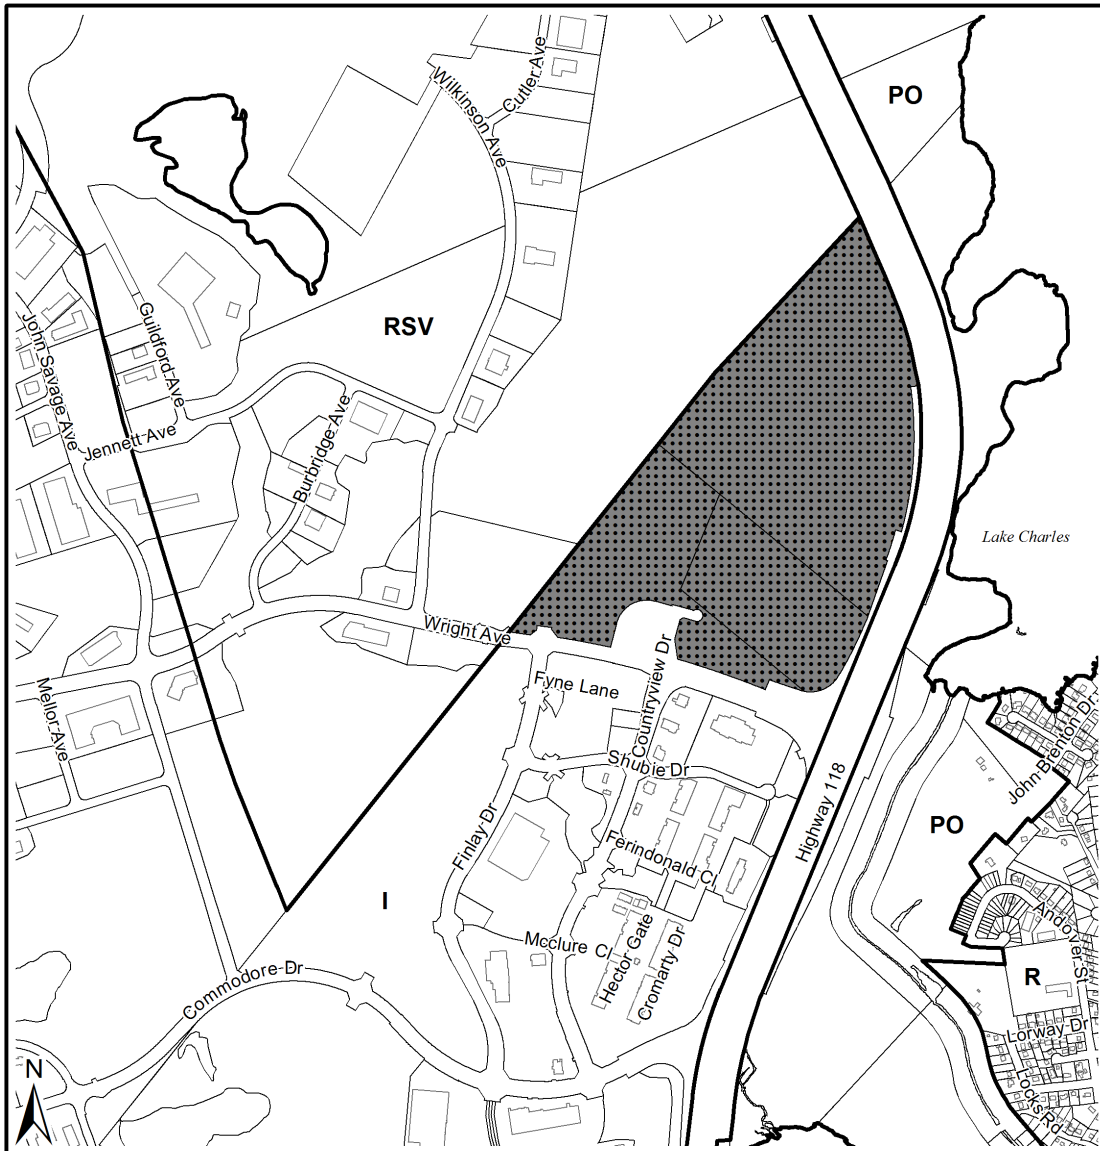 PO
Cutler Ave
Wilkinson Ave
RSV
Guildford Ave
John Savage Ave
Jennett Ave
Burbridge Ave
Lake Charles
Wright Ave
Countryview Dr
Fyne Lane
Mellor Ave
Shubie Dr
John Brenton Dr
Highway 118
PO
Finlay Dr
Ferindonald Cl
I
Andover St
Mcclure Cl
Hector Gate
Cromarty Dr
Commodore Dr
R
Lorway Dr
Locks Rd
N